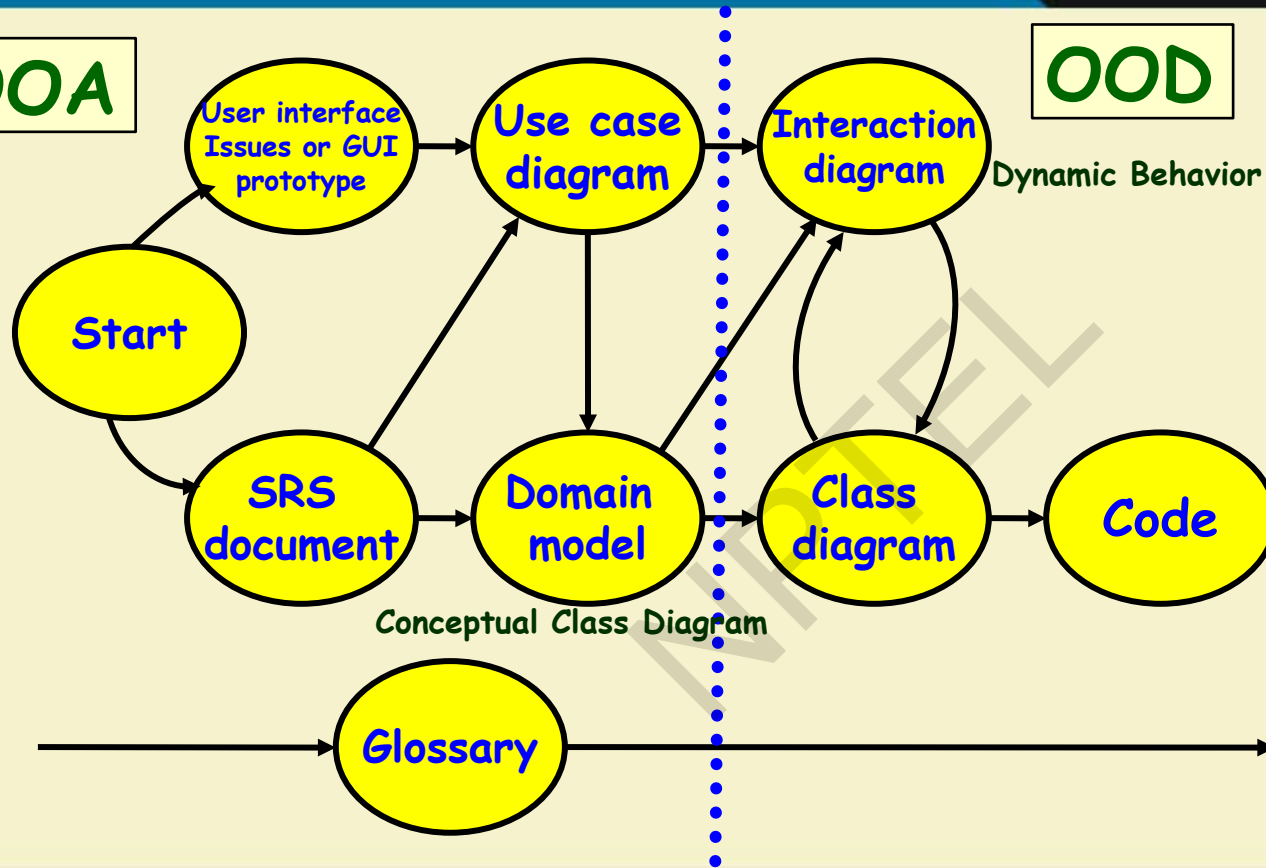 OOA
OOD
User interface
Issues or GUI
prototype
Use case
diagram
Interaction
diagram
Dynamic Behavior
Start
SRS
document
Domain
model
Class
diagram
Code
Conceptual Class Diagram
Glossary
NPTEL